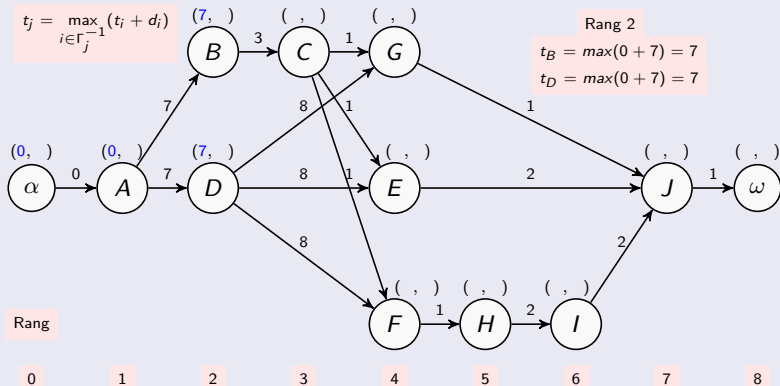 t_j = max (t_i + d_i)
i∈Γ_j^{-1}
Rang 2
t_B = max(0 + 7) = 7
t_D = max(0 + 7) = 7
(7, ) ( , ) ( , )
B 3 C 1 G
7 8 1 1
(0, ) (0, ) (7, ) ( , ) ( , ) ( , )
α 0 A 7 D 8 1 E 2 J 1 ω
8 2
( , ) ( , ) ( , )
F 1 H 2 I
Rang
0 1 2 3 4 5 6 7 8